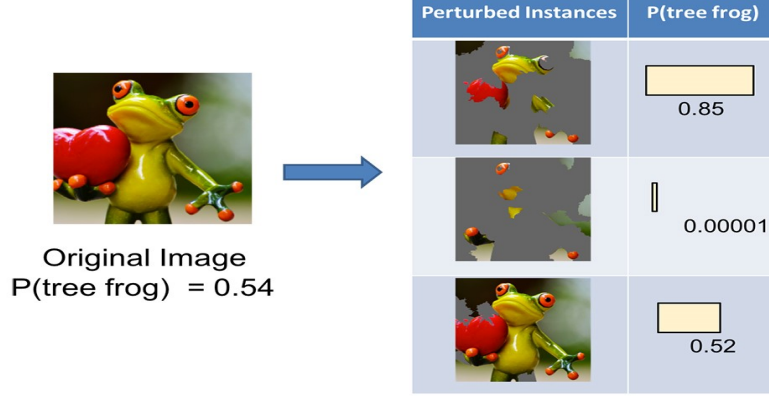 Perturbed Instances
P(tree frog)
0.85
0.00001
0.52
Original Image
P(tree frog) = 0.54